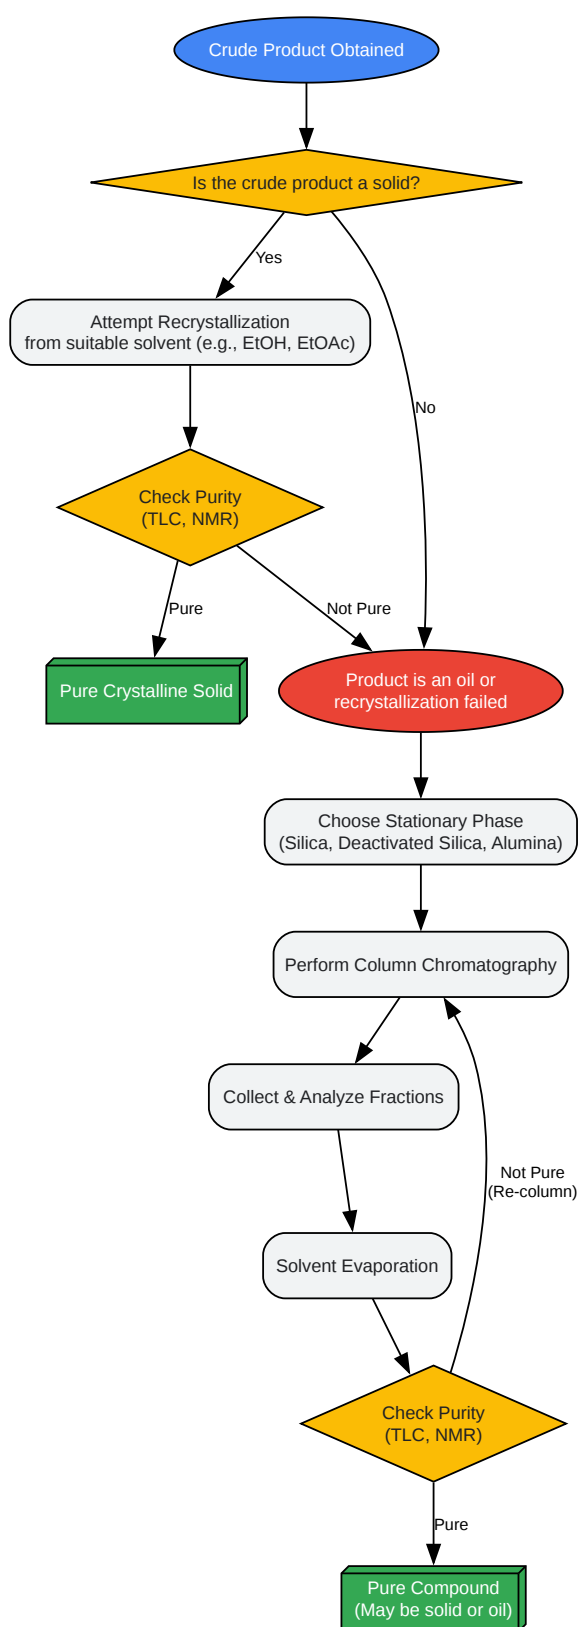 Crude Product Obtained
Is the crude product a solid?
Yes
Attempt Recrystallization
from suitable solvent (e.g., EtOH, EtOAc)
No
Check Purity
(TLC, NMR)
Pure
Not Pure
Pure Crystalline Solid
Product is an oil or
recrystallization failed
Choose Stationary Phase
(Silica, Deactivated Silica, Alumina)
Perform Column Chromatography
Collect & Analyze Fractions
Not Pure
(Re-column)
Solvent Evaporation
Check Purity
(TLC, NMR)
Pure
Pure Compound
(May be solid or oil)